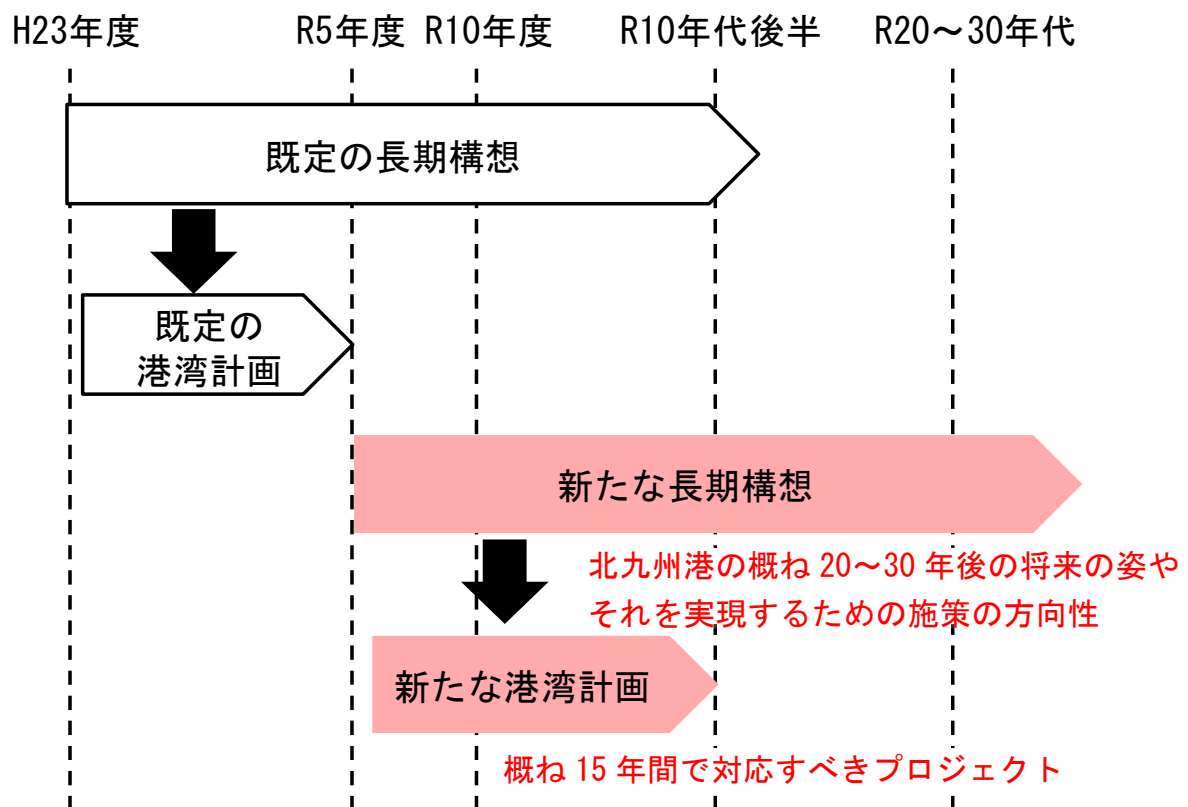 H23年度 R5年度 R10年度 R10年代後半 R20～30年代
既定の長期構想
既定の
港湾計画
新たな長期構想
北九州港の概ね 20～30 年後の将来の姿や
それを実現するための施策の方向性
新たな港湾計画
概ね 15 年間で対応すべきプロジェクト